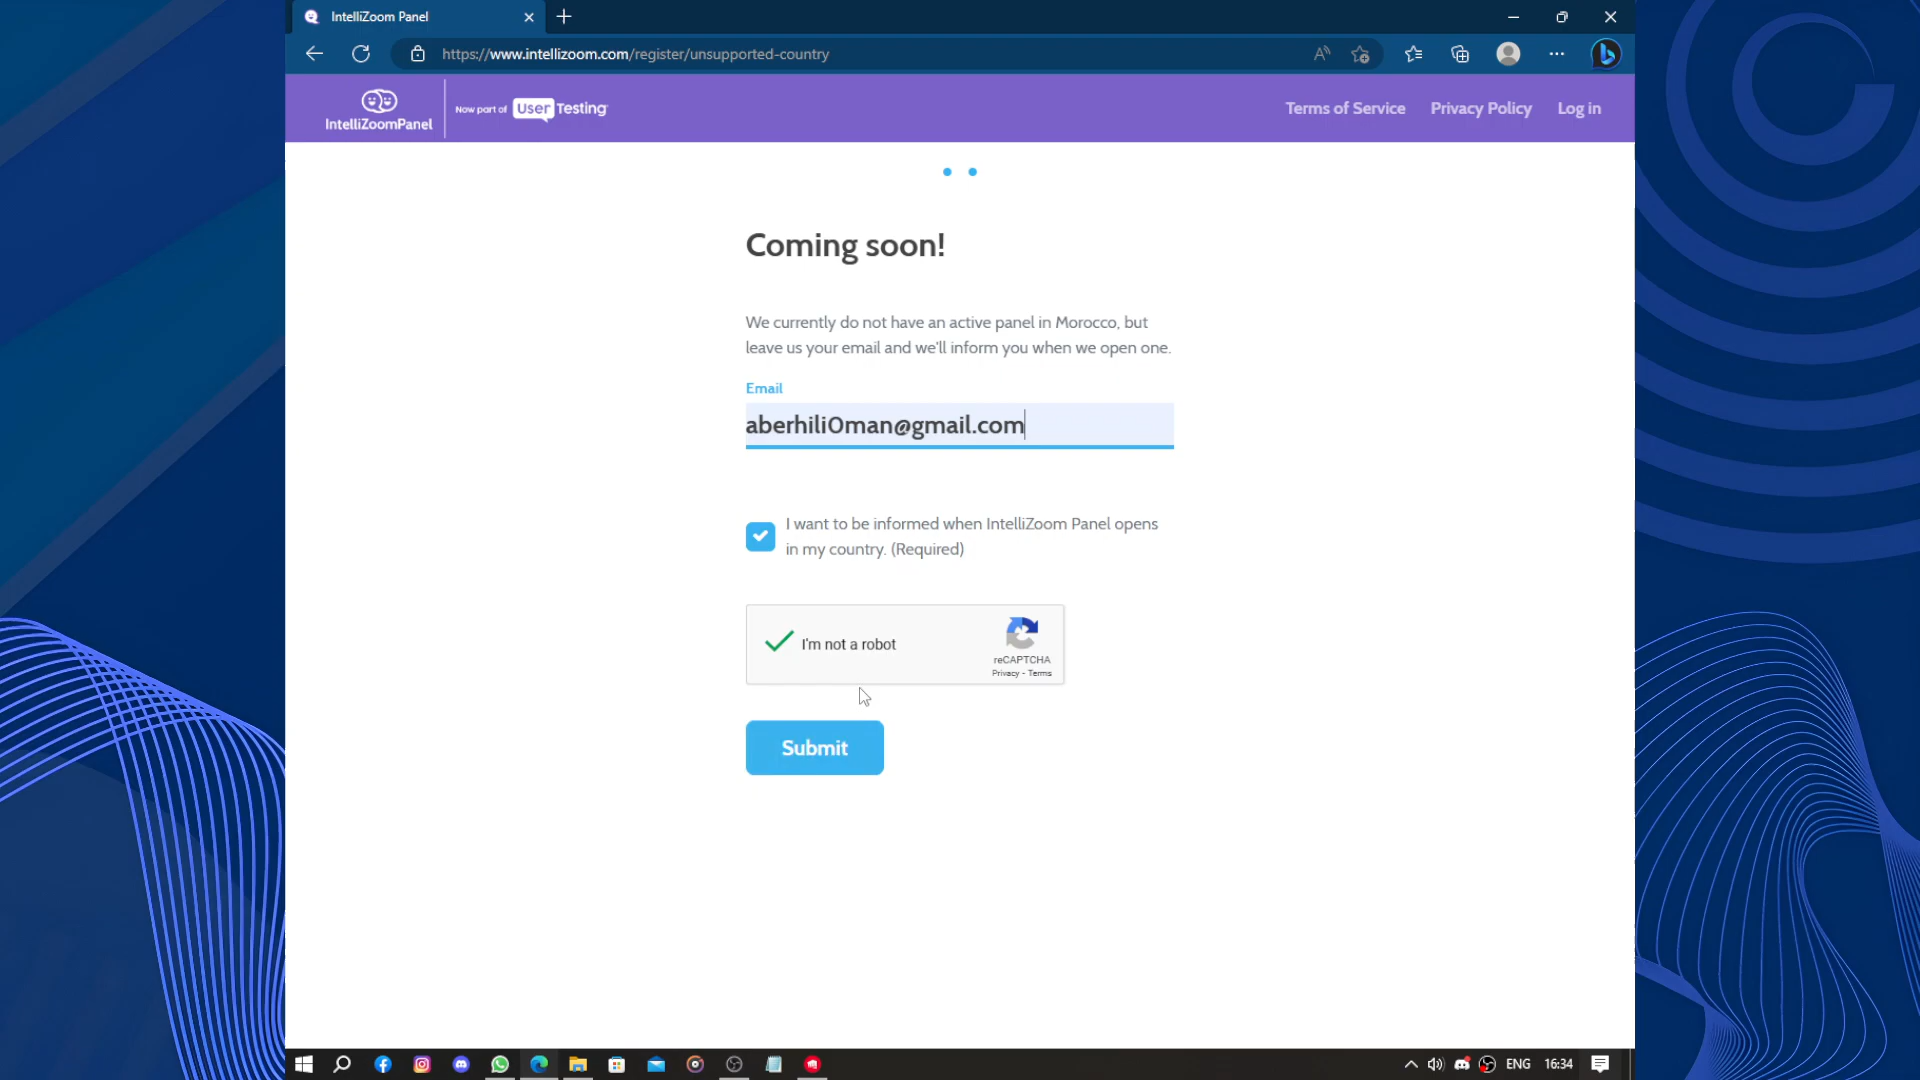 IntelliZoom Panel
https://www.intellizoom.com/register/unsupported-country
IntelliZoomPanel
Now part of UserTesting
Terms of Service
Privacy Policy
Log in
Coming soon!
We currently do not have an active panel in Morocco, but
leave us your email and we'll inform you when we open one.
Email
aberhili0man@gmail.com
I want to be informed when IntelliZoom Panel opens
in my country. (Required)
I'm not a robot
reCAPTCHA
Privacy - Terms
Submit
ENG
16:34